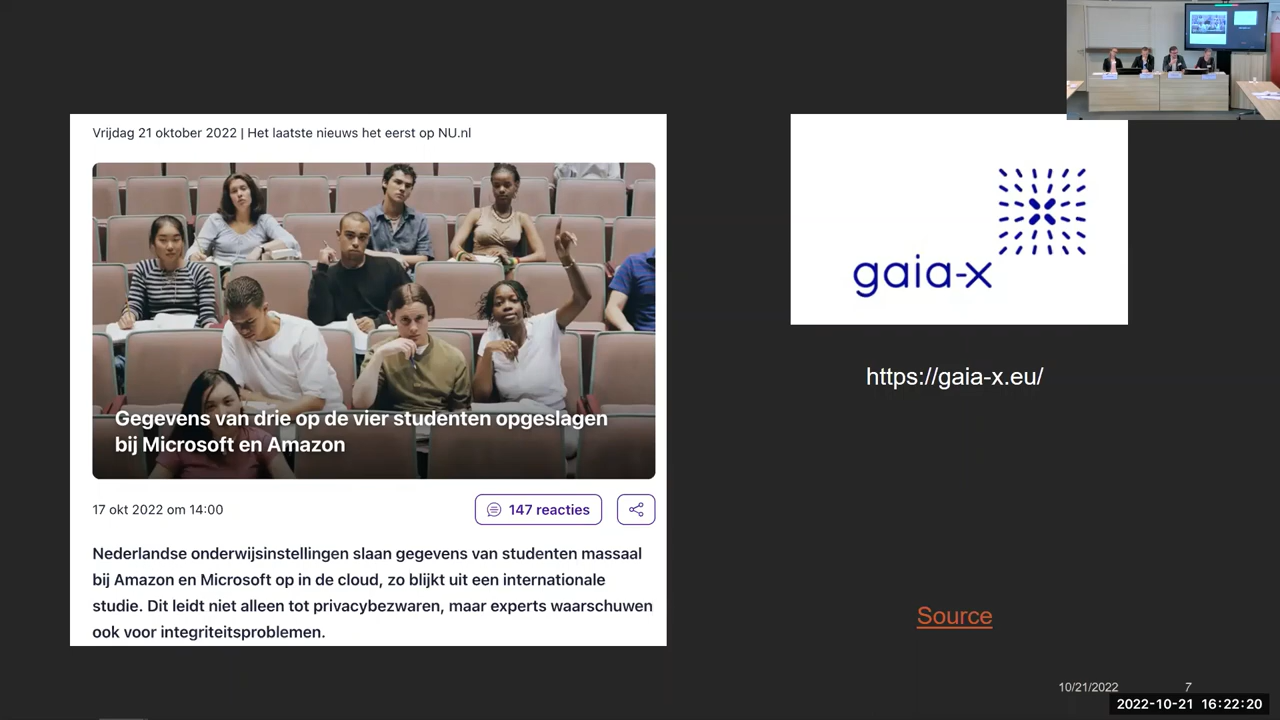 Vrijdag 21 oktober 2022 | Het laatste nieuws het eerst op NU.nl
Gegevens van drie op de vier studenten opgeslagen
bij Microsoft en Amazon
17 okt 2022 om 14:00
147 reacties
Nederlandse onderwijsinstellingen slaan gegevens van studenten massaal
bij Amazon en Microsoft op in de cloud, zo blijkt uit een internationale
studie. Dit leidt niet alleen tot privacybezwaren, maar experts waarschuwen
ook voor integriteitsproblemen.
gaia-x
https://gaia-x.eu/
Source
10/21/2022
7
2022-10-21 16:22:20